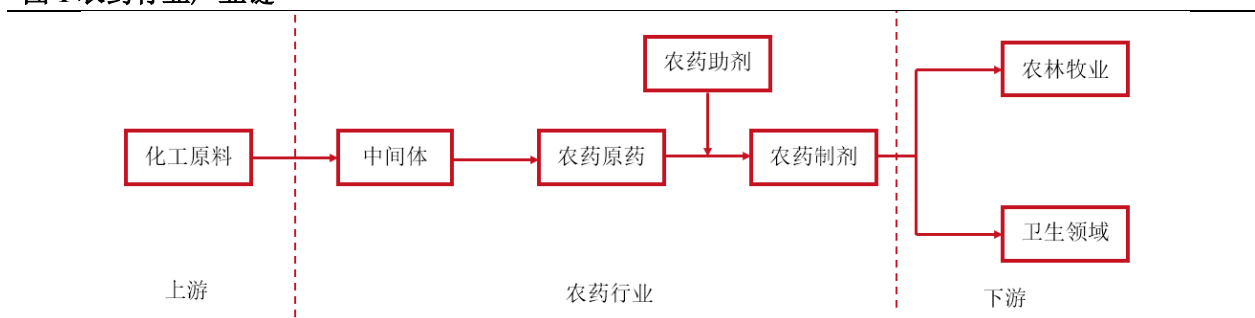 农药助剂
农林牧业
化工原料
中间体
农药原药
农药制剂
卫生领域
上游
农药行业
下游